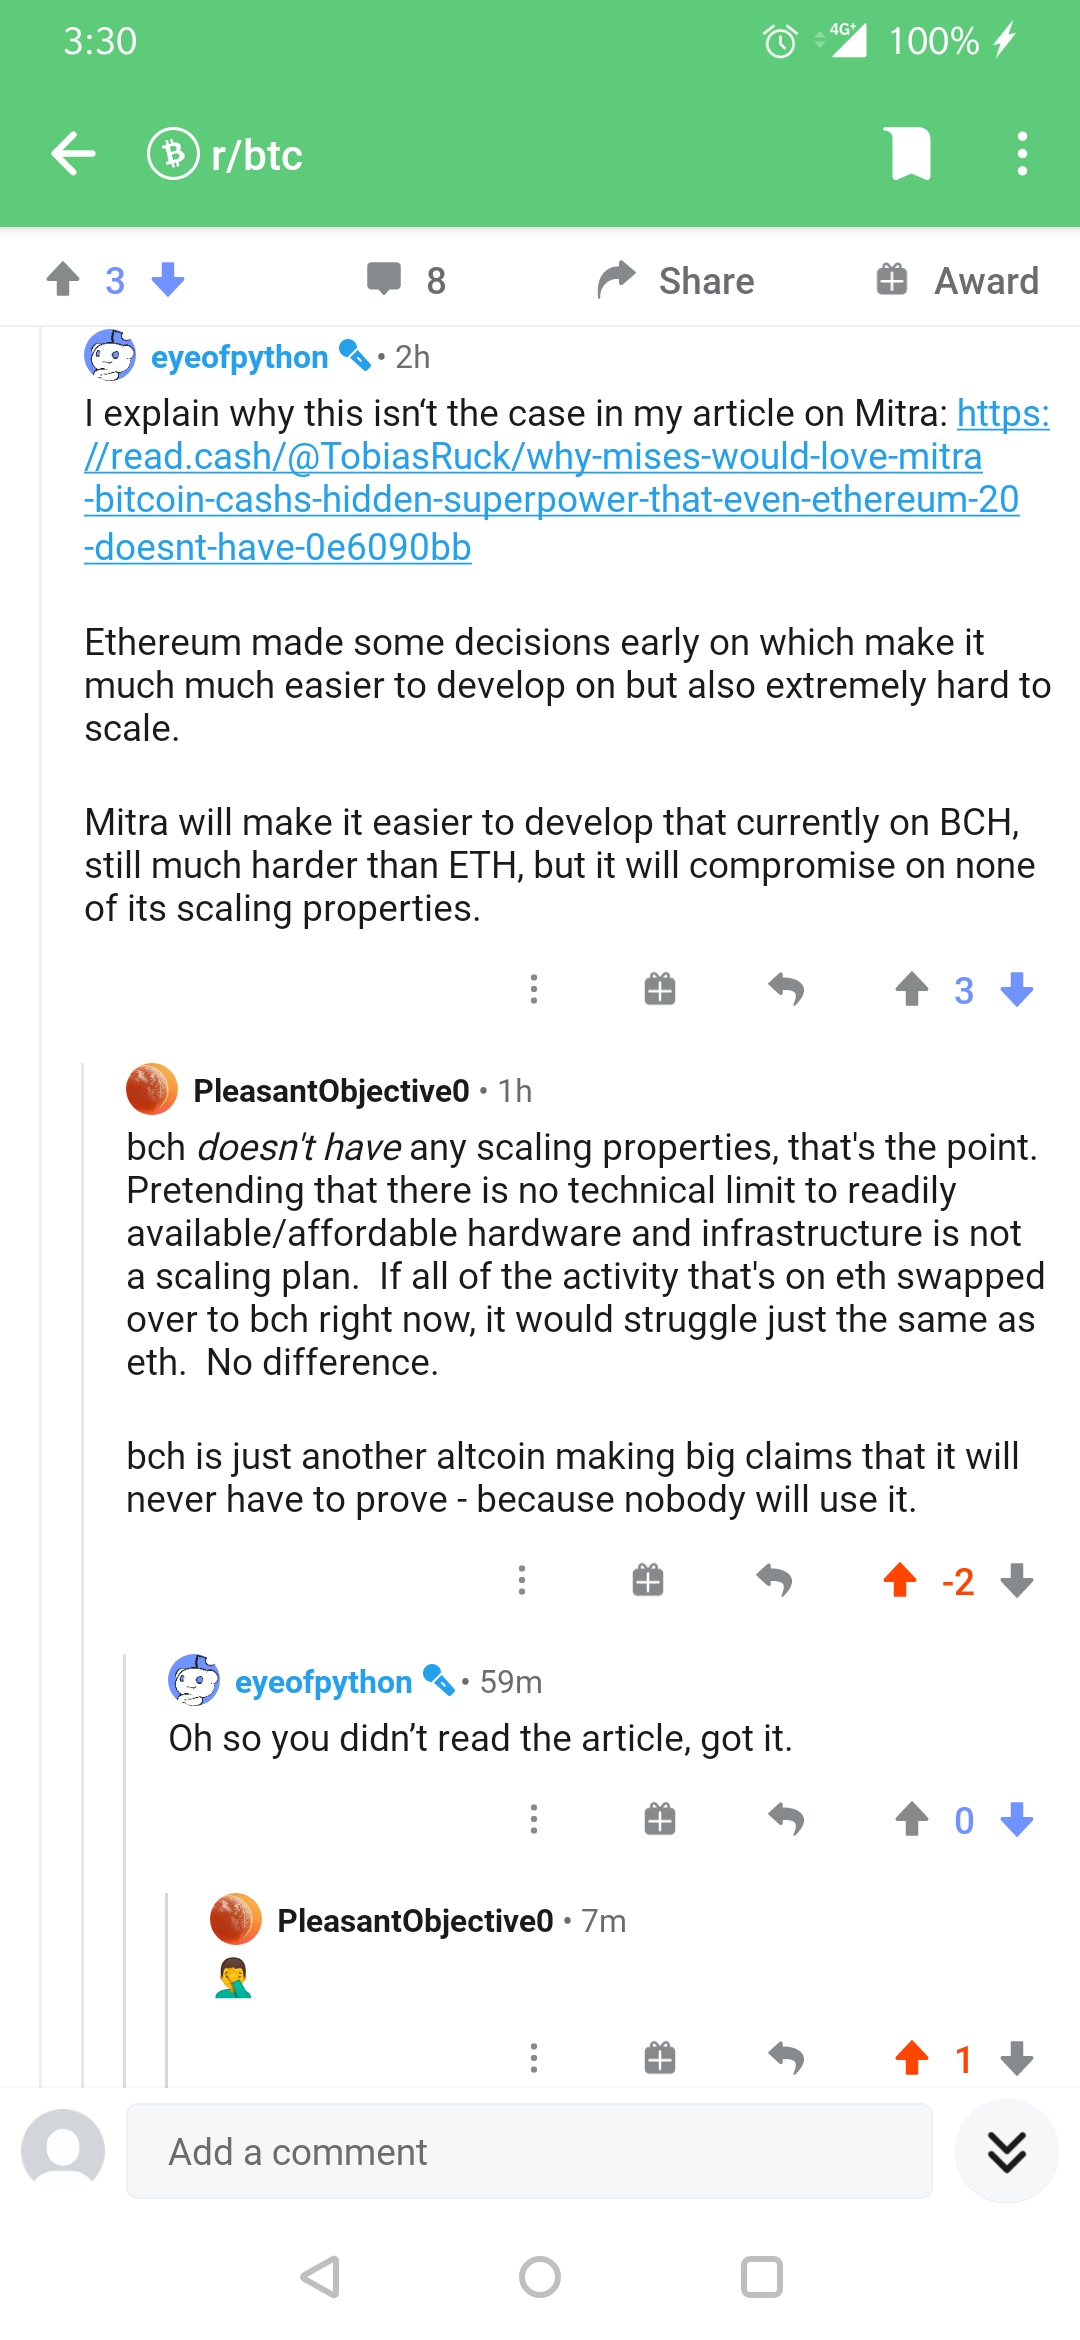 3:30
4G+
100%
r/btc
3
8
Share
Award
eyeofpython • 2h
I explain why this isn‘t the case in my article on Mitra: https:
//read.cash/@TobiasRuck/why-mises-would-love-mitra
-bitcoin-cashs-hidden-superpower-that-even-ethereum-20
-doesnt-have-0e6090bb
Ethereum made some decisions early on which make it
much much easier to develop on but also extremely hard to
scale.
Mitra will make it easier to develop that currently on BCH,
still much harder than ETH, but it will compromise on none
of its scaling properties.
3
PleasantObjective0 • 1h
bch doesn't have any scaling properties, that's the point.
Pretending that there is no technical limit to readily
available/affordable hardware and infrastructure is not
a scaling plan.  If all of the activity that's on eth swapped
over to bch right now, it would struggle just the same as
eth.  No difference.
bch is just another altcoin making big claims that it will
never have to prove - because nobody will use it.
-2
eyeofpython • 59m
Oh so you didn’t read the article, got it.
0
PleasantObjective0 • 7m
1
Add a comment